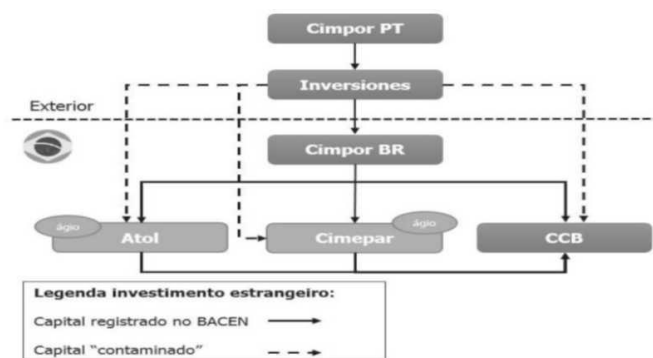 Cimpor PT
Inversiones
Exterior
Cimpor BR
ágio
Atol
Cimepar
ágio
CCB
Legenda investimento estrangeiro:
Capital registrado no BACEN
Capital "contaminado"